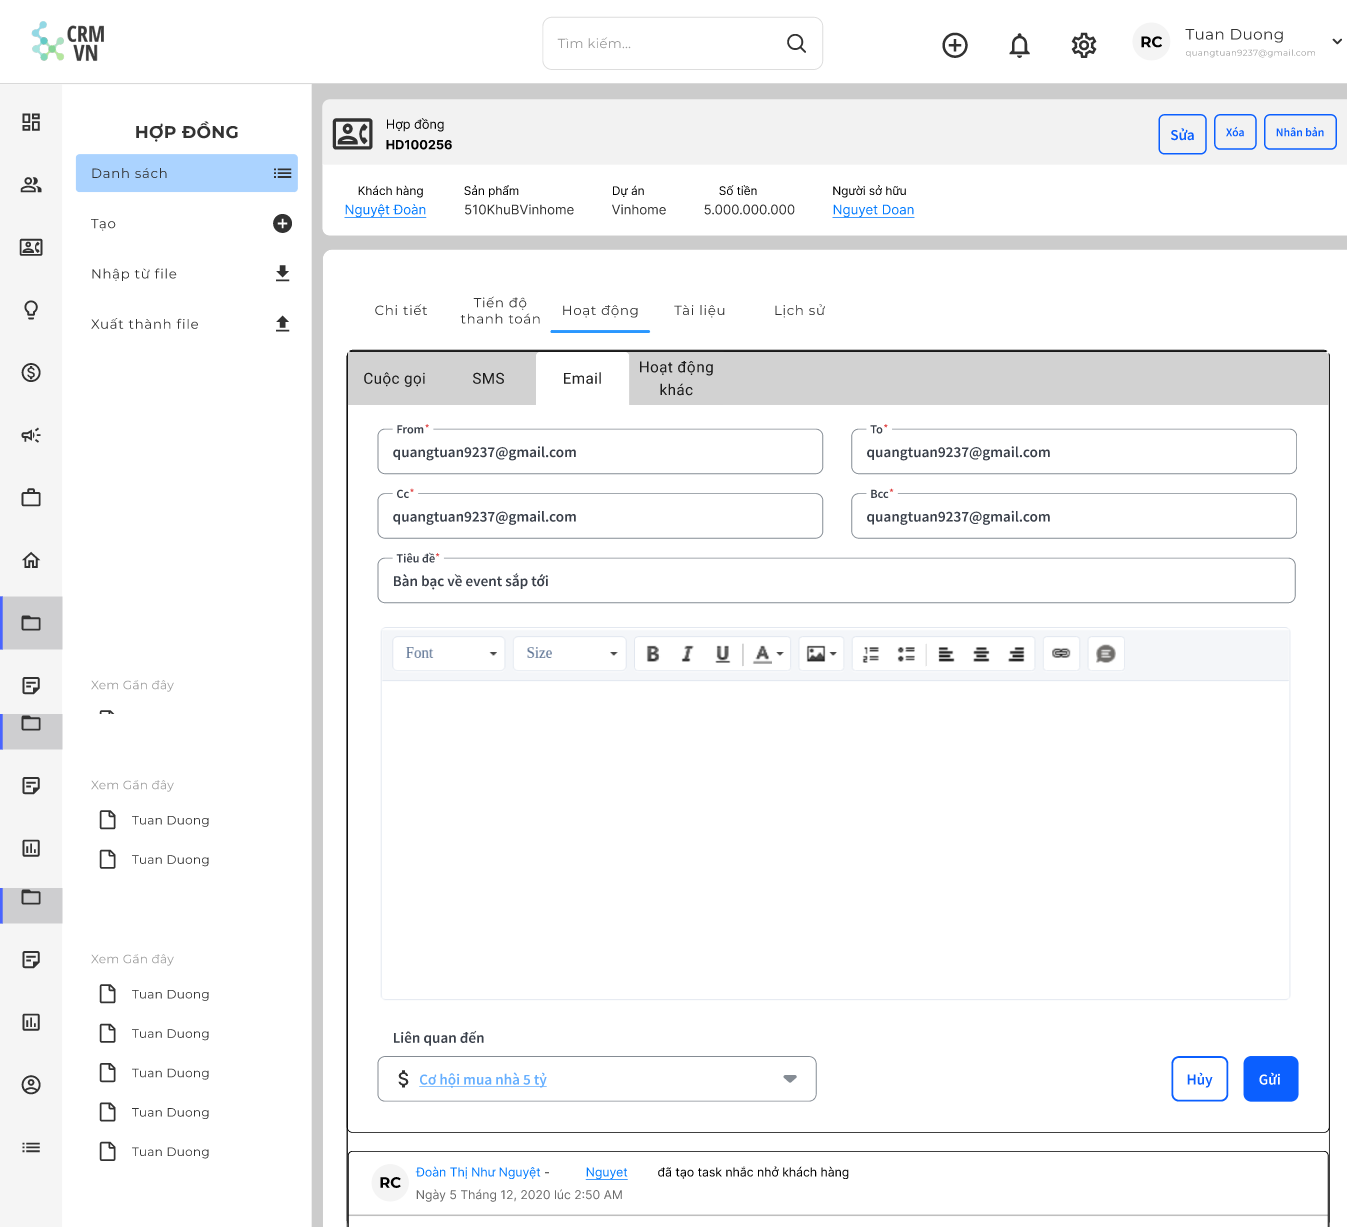 CRM
VN
Tìm kiếm...
RC
Tuan Duong
quangtuan9237@gmail.com
HỢP ĐỒNG
Danh sách
Tạo
Nhập từ file
Xuất thành file
Hợp đồng
HD100256
Sửa
Xóa
Nhân bản
Khách hàng
Sản phẩm
Dự án
Số tiền
Người sở hữu
Nguyệt Đoàn
510KhuBVinhome
Vinhome
5.000.000.000
Nguyet Doan
Chi tiết
Tiến độ
thanh toán
Hoạt động
Tài liệu
Lịch sử
Cuộc gọi
SMS
Email
Hoạt động
khác
From*
quangtuan9237@gmail.com
To*
quangtuan9237@gmail.com
Cc*
quangtuan9237@gmail.com
Bcc*
quangtuan9237@gmail.com
Tiêu đề*
Bàn bạc về event sắp tới
Font
Size
B I U A
Xem Gần đây
Xem Gần đây
Tuan Duong
Tuan Duong
Xem Gần đây
Tuan Duong
Tuan Duong
Tuan Duong
Tuan Duong
Tuan Duong
Liên quan đến
$ Cơ hội mua nhà 5 tỷ
Hủy
Gửi
RC
Đoàn Thị Như Nguyệt - Nguyet đã tạo task nhắc nhở khách hàng
Ngày 5 Tháng 12, 2020 lúc 2:50 AM